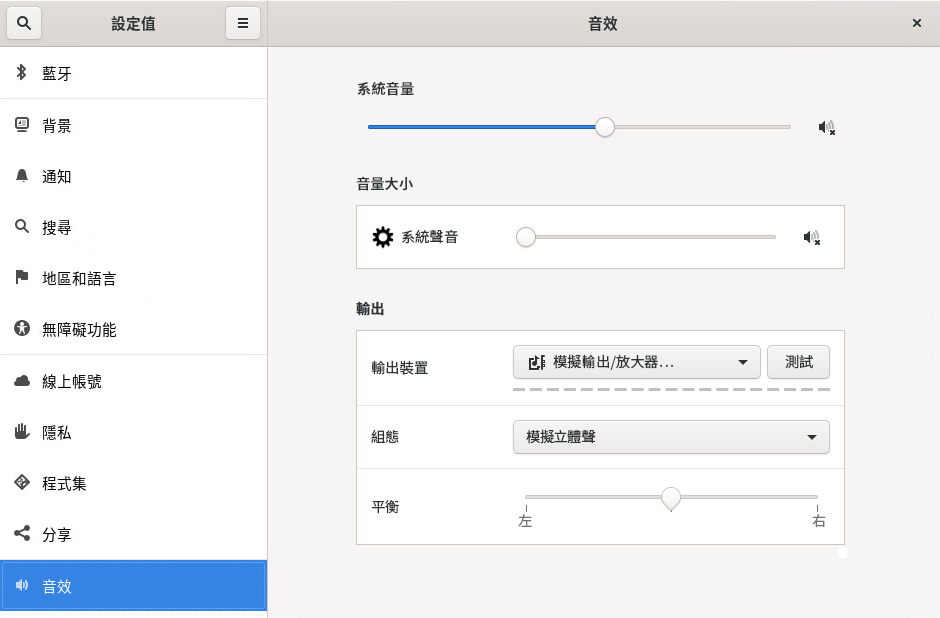 設定值
音效
藍牙
背景
通知
搜尋
地區和語言
無障礙功能
線上帳號
隱私
程式集
分享
音效
系統音量
音量大小
系統聲音
輸出
輸出裝置
模擬輸出/放大器…
測試
組態
模擬立體聲
平衡
左
右